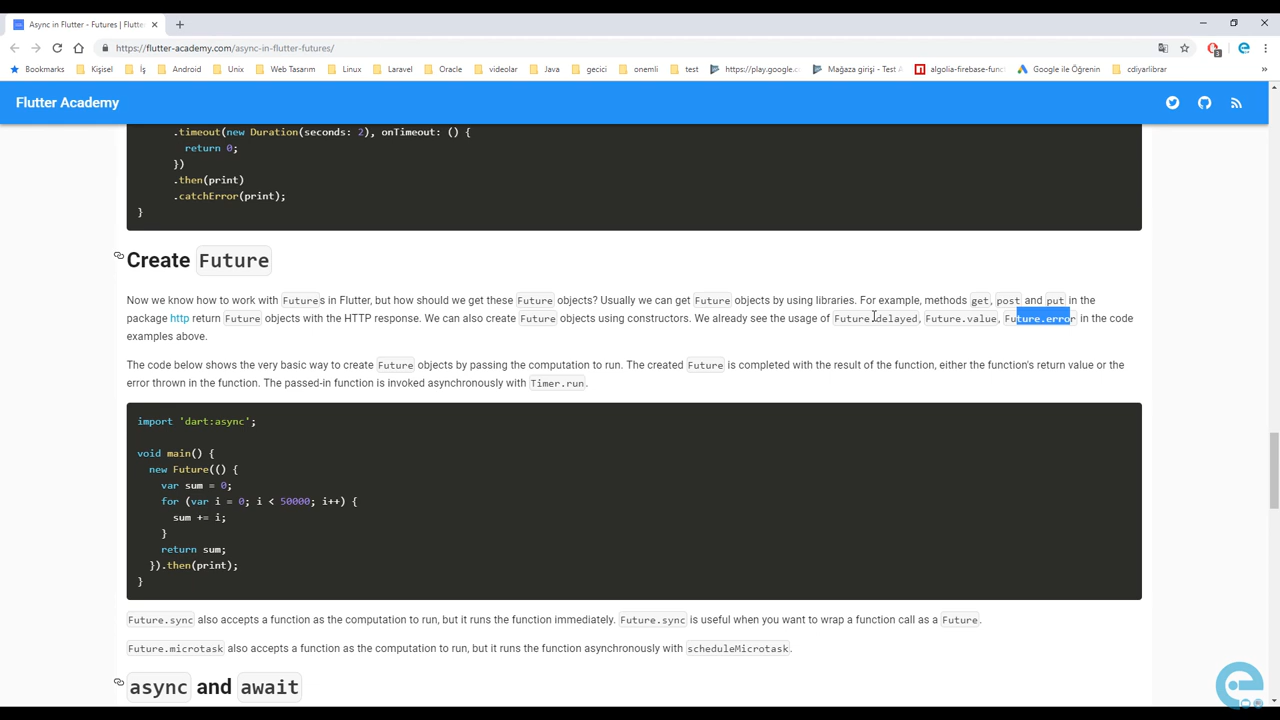 Async in Flutter - Futures | Flutte
https://flutter-academy.com/async-in-flutter-futures/
Bookmarks Kişisel İş Android Unix Web Tasarım Linux Laravel Oracle videolar Java gecici onemli test https://play.google.c Mağaza girişi - Test A algolia-firebase-func Google ile Öğrenin cdiyarlibrar »
Flutter Academy
.timeout(new Duration(seconds: 2), onTimeout: () {
return 0;
})
.then(print)
.catchError(print);
}
Create Future
Now we know how to work with Futures in Flutter, but how should we get these Future objects? Usually we can get Future objects by using libraries. For example, methods get, post and put in the
package http return Future objects with the HTTP response. We can also create Future objects using constructors. We already see the usage of Future.delayed, Future.value, Future.error in the code
examples above.
The code below shows the very basic way to create Future objects by passing the computation to run. The created Future is completed with the result of the function, either the function's return value or the
error thrown in the function. The passed-in function is invoked asynchronously with Timer.run.
import 'dart:async';
void main() {
new Future(() {
var sum = 0;
for (var i = 0; i < 50000; i++) {
sum += i;
}
return sum;
}).then(print);
}
Future.sync also accepts a function as the computation to run, but it runs the function immediately. Future.sync is useful when you want to wrap a function call as a Future.
Future.microtask also accepts a function as the computation to run, but it runs the function asynchronously with scheduleMicrotask.
async and await